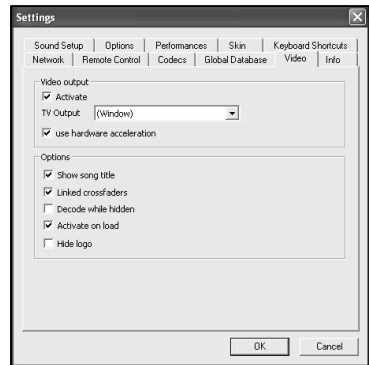 Settings
Sound Setup Options Performances Skin Keyboard Shortcuts
Network Remote Control Codecs Global Database Video Info
Video output
Activate
TV Output (Window)
use hardware acceleration
Options
Show song title
Linked crossfaders
Decode while hidden
Activate on load
Hide logo
OK Cancel